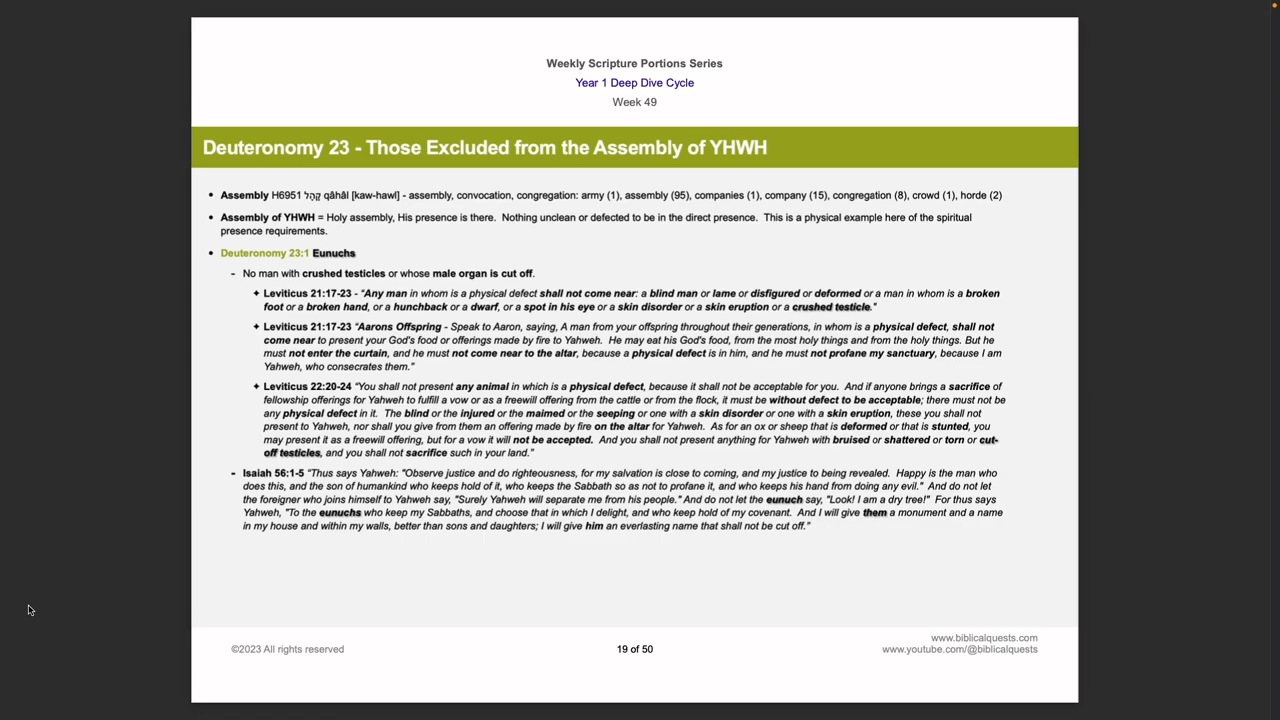 Weekly Scripture Portions Series
Year 1 Deep Dive Cycle
Week 49
Deuteronomy 23 - Those Excluded from the Assembly of YHWH
• Assembly H6951 קָהָל qâhâl [kaw-hawl] - assembly, convocation, congregation: army (1), assembly (95), companies (1), company (15), congregation (8), crowd (1), horde (2)
• Assembly of YHWH = Holy assembly, His presence is there. Nothing unclean or defected to be in the direct presence. This is a physical example here of the spiritual
presence requirements.
• Deuteronomy 23:1 Eunuchs
- No man with crushed testicles or whose male organ is cut off.
✦ Leviticus 21:17-23 - “Any man in whom is a physical defect shall not come near: a blind man or lame or disfigured or deformed or a man in whom is a broken
foot or a broken hand, or a hunchback or a dwarf, or a spot in his eye or a skin disorder or a skin eruption or a crushed testicle.”
✦ Leviticus 21:17-23 “Aarons Offspring - Speak to Aaron, saying, A man from your offspring throughout their generations, in whom is a physical defect, shall not
come near to present your God's food or offerings made by fire to Yahweh. He may eat his God's food, from the most holy things and from the holy things. But he
must not enter the curtain, and he must not come near to the altar, because a physical defect is in him, and he must not profane my sanctuary, because I am
Yahweh, who consecrates them.”
✦ Leviticus 22:20-24 “You shall not present any animal in which is a physical defect, because it shall not be acceptable for you. And if anyone brings a sacrifice of
fellowship offerings for Yahweh to fulfill a vow or as a freewill offering from the cattle or from the flock, it must be without defect to be acceptable; there must not be
any physical defect in it. The blind or the injured or the maimed or the seeping or one with a skin disorder or one with a skin eruption, these you shall not
present to Yahweh, nor shall you give from them an offering made by fire on the altar for Yahweh. As for an ox or sheep that is deformed or that is stunted, you
may present it as a freewill offering, but for a vow it will not be accepted. And you shall not present anything for Yahweh with bruised or shattered or torn or cut-
off testicles, and you shall not sacrifice such in your land.”
- Isaiah 56:1-5 “Thus says Yahweh: "Observe justice and do righteousness, for my salvation is close to coming, and my justice to being revealed. Happy is the man who
does this, and the son of humankind who keeps hold of it, who keeps the Sabbath so as not to profane it, and who keeps his hand from doing any evil." And do not let
the foreigner who joins himself to Yahweh say, "Surely Yahweh will separate me from his people." And do not let the eunuch say, "Look! I am a dry tree!" For thus says
Yahweh, "To the eunuchs who keep my Sabbaths, and choose that in which I delight, and who keep hold of my covenant. And I will give them a monument and a name
in my house and within my walls, better than sons and daughters; I will give him an everlasting name that shall not be cut off.”
www.biblicalquests.com
©2023 All rights reserved
19 of 50
www.youtube.com/@biblicalquests